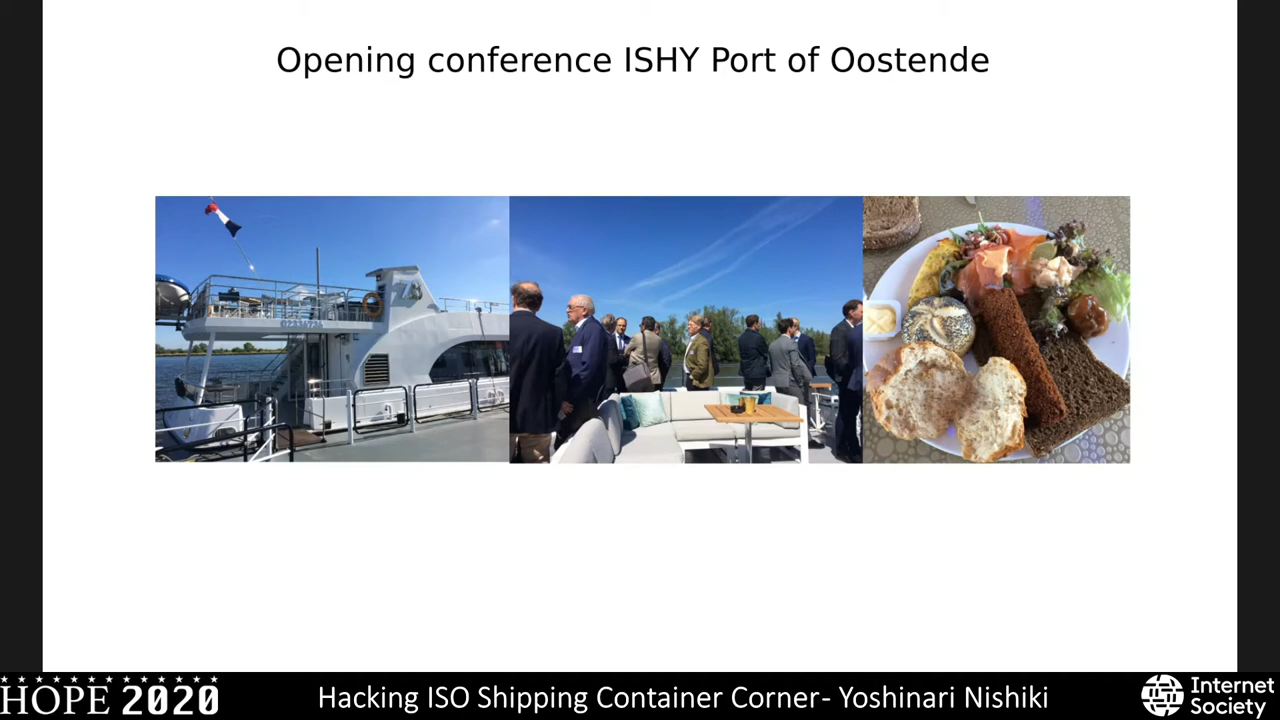 Opening conference ISHY Port of Oostende
HOPE 2020
Hacking ISO Shipping Container Corner- Yoshinari Nishiki
Internet
Society